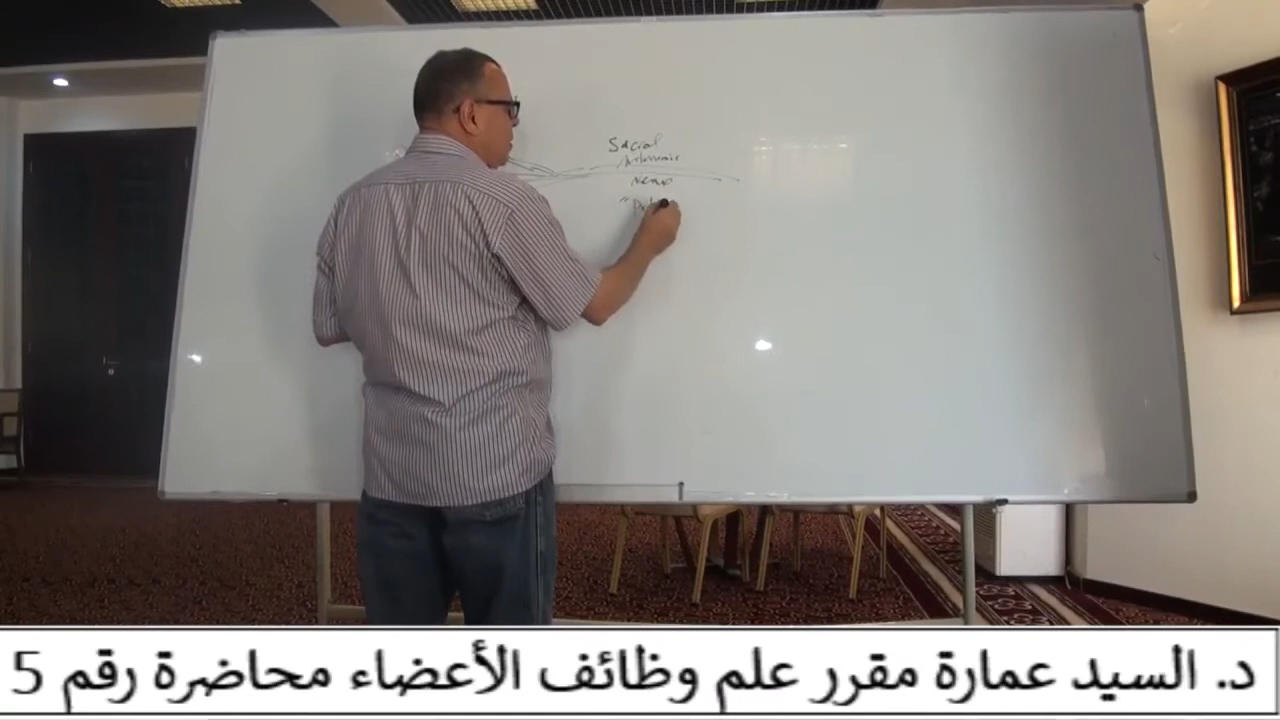 Sacral
Autonomic
Nerve
د. السيد عمارة مقرر علم وظائف الأعضاء محاضرة رقم 5